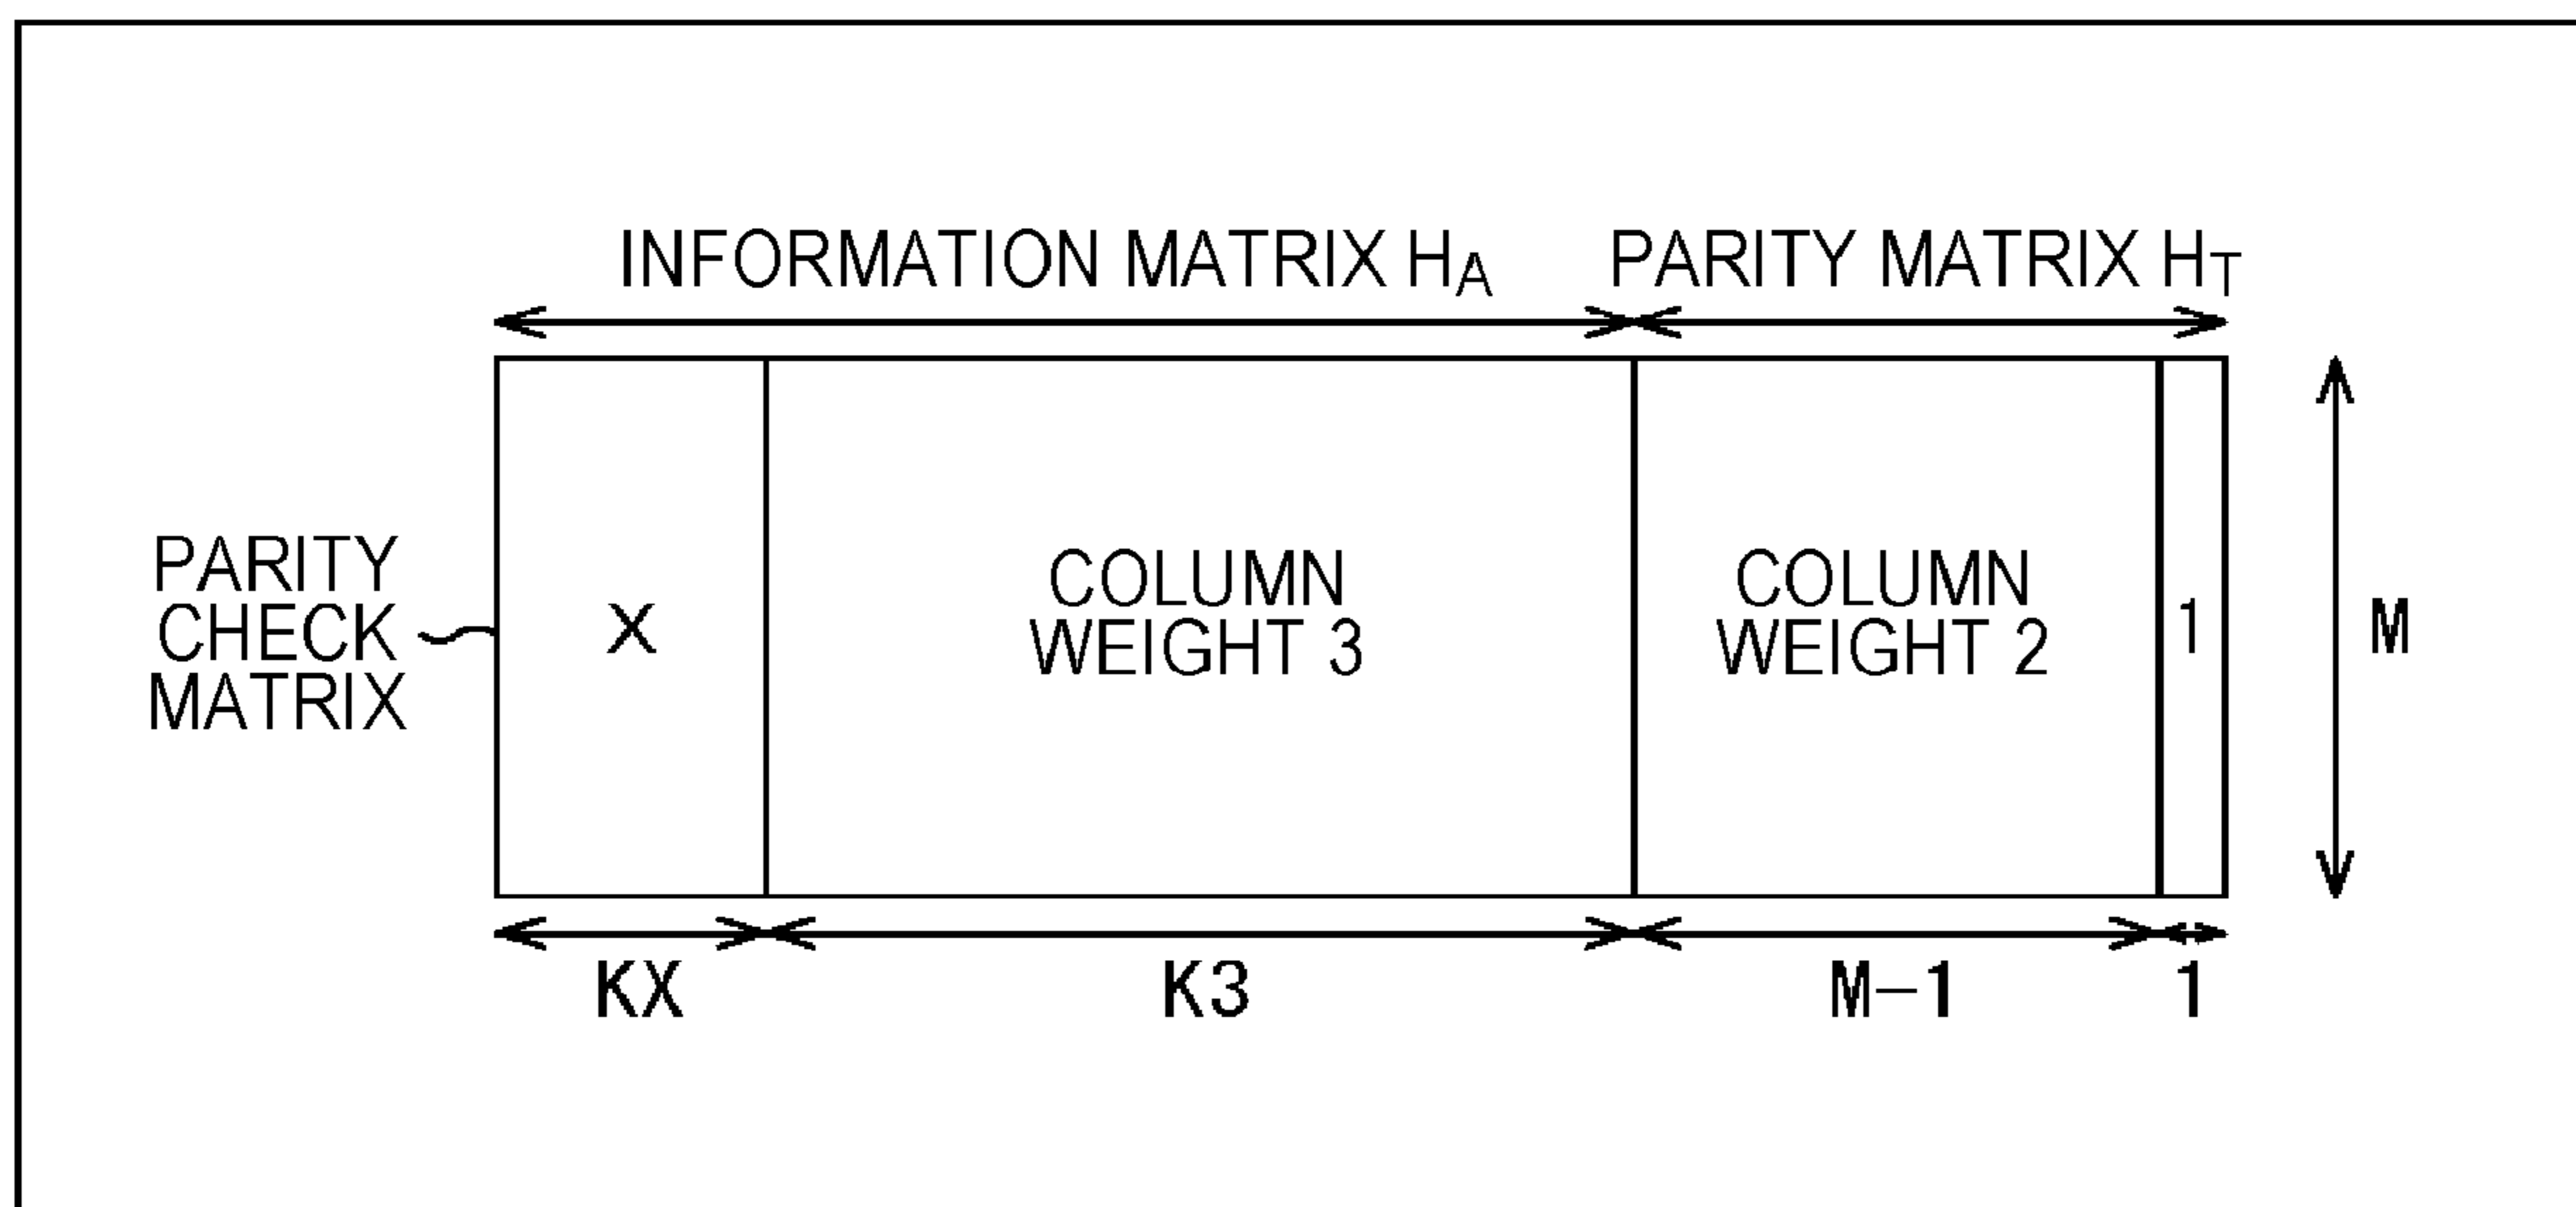 INFORMATION MATRIX HA
PARITY MATRIX HT
PARITY
CHECK
MATRIX
X
COLUMN
WEIGHT 3
COLUMN
WEIGHT 2
1
M
KX
K3
M-1
1